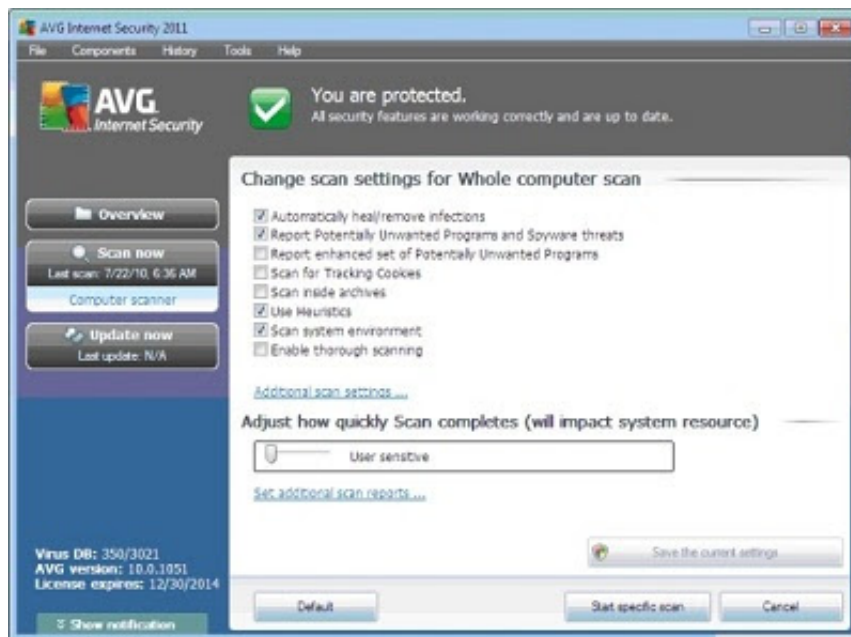 AVG Internet Security 2011
File Components History Tools Help
AVG
Internet Security
You are protected.
All security features are working correctly and are up to date.
Change scan settings for Whole computer scan
Overview
Automatically heal/remove infections
Report Potentially Unwanted Programs and Spyware threats
Report enhanced set of Potentially Unwanted Programs
Scan for Tracking Cookies
Scan inside archives
Use Heuristics
Scan system environment
Enable thorough scanning
Scan now
Last scan: 7/22/10, 6:36 AM
Computer scanner
Update now
Last update: N/A
Additional scan settings ...
Adjust how quickly Scan completes (will impact system resource)
User sensitive
Set additional scan reports ...
Save the current settings
Virus DB: 350/3021
AVG version: 10.0.1051
License expires: 12/30/2014
Show notification
Default Start specific scan Cancel